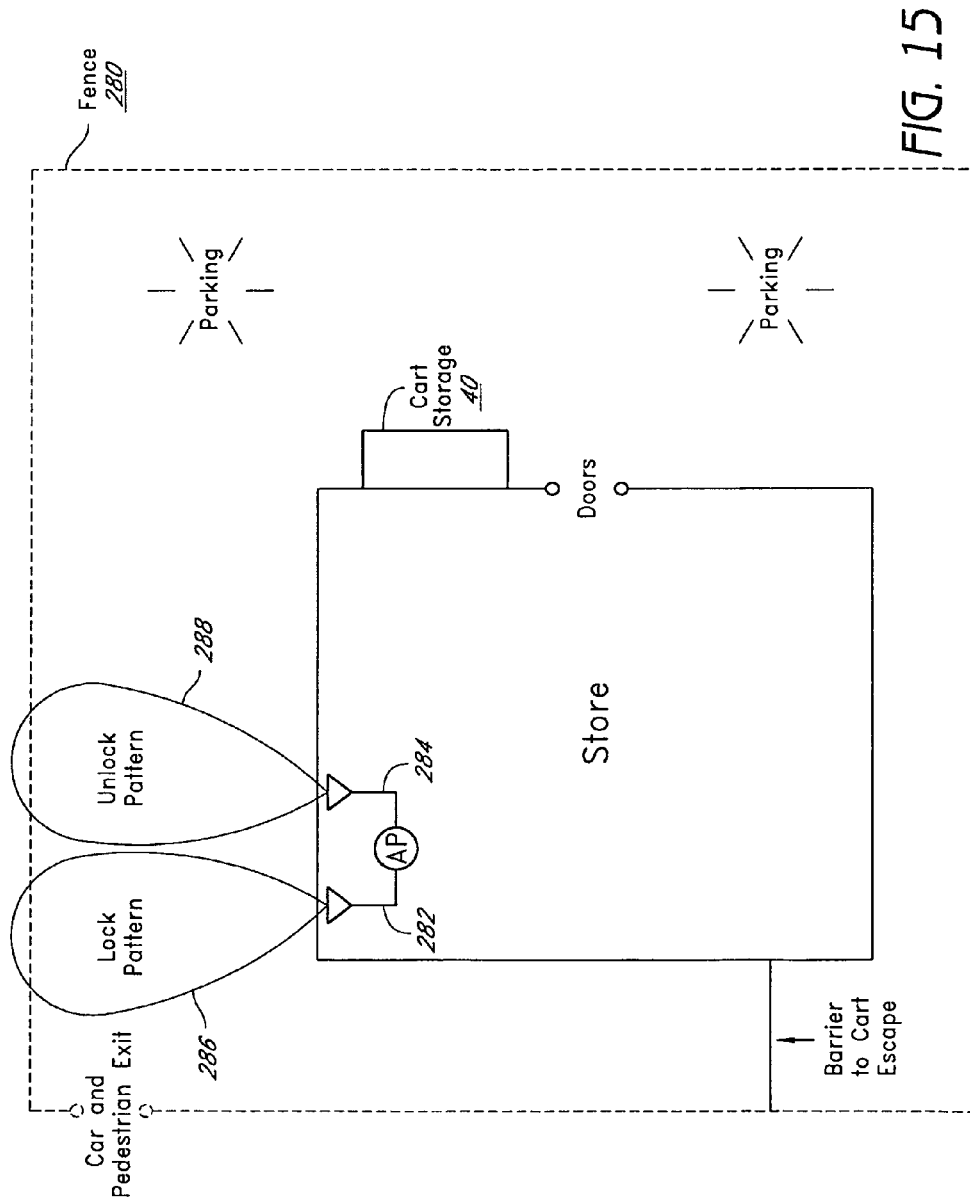 Fence
280
Parking
Cart
Storage
40
Doors
Parking
288
Unlock
Pattern
284
AP
282
Store
Lock
Pattern
286
Car and
Pedestrian Exit
Barrier
to Cart
Escape
FIG. 15